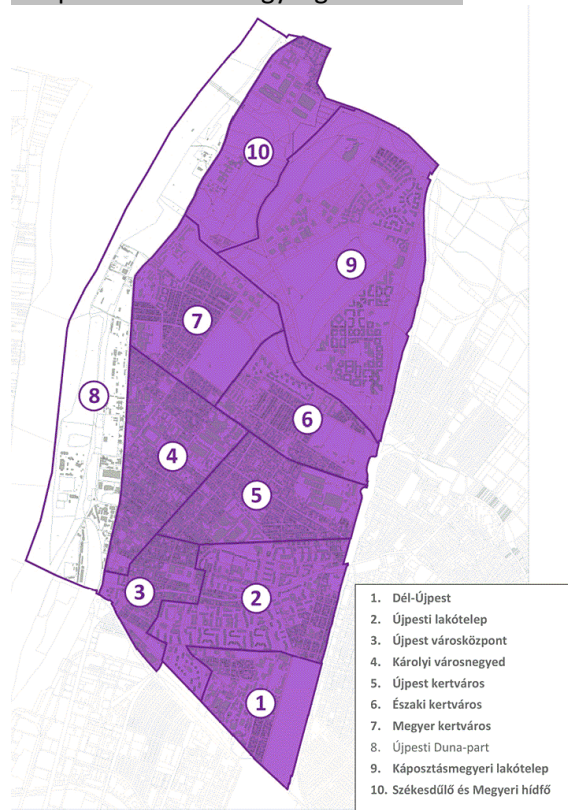 10
9
7
8
6
4
5
3
2
1
1. Dél-Újpest
2. Újpesti lakótelep
3. Újpest városközpont
4. Károlyi városnegyed
5. Újpest kertváros
6. Északi kertváros
7. Megyer kertváros
8. Újpesti Duna-part
9. Káposztásmegyeri lakótelep
10. Székesdűlő és Megyeri hídfő